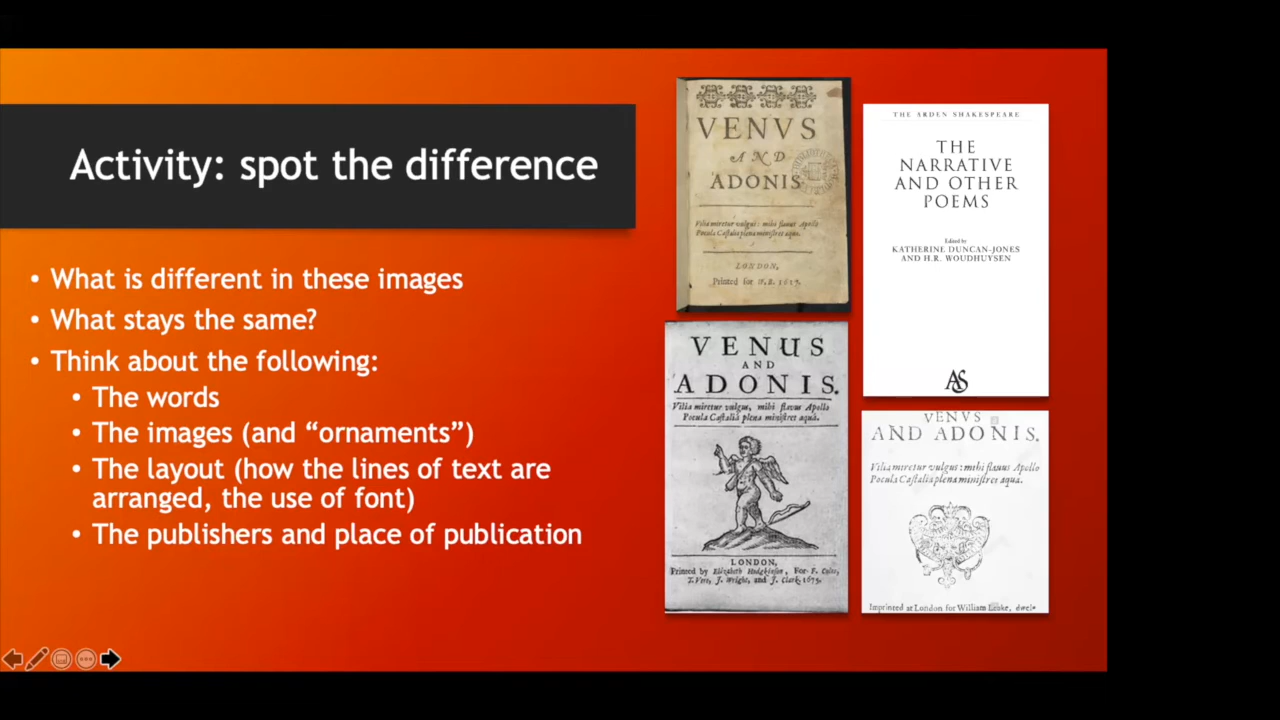 Activity: spot the difference
• What is different in these images
• What stays the same?
• Think about the following:
• The words
• The images (and “ornaments”)
• The layout (how the lines of text are
arranged, the use of font)
• The publishers and place of publication
VENVS
AND
ADONIS
Vilia miretur vulgus: mihi flauus Apollo
Pocula Castalia plena ministret aqua.
LONDON,
Printed for W.B. 1617.
THE ARDEN SHAKESPEARE
THE
NARRATIVE
AND OTHER
POEMS
Edited by
KATHERINE DUNCAN-JONES
AND H.R. WOUDHUYSEN
AS
VENUS
AND
ADONIS.
Vilia miretur vulgus, mihi flavus Apollo
Pocula Castalia plena ministret aqua.
LONDON,
Printed by Elizabeth Hodgkinson, For F. Coles,
T. Vere, J. Wright, and J. Clark. 1675.
VENVS
AND ADONIS.
Vilia miretur vulgus: mihi flauus Apollo
Pocula Castalia plena ministret aqua.
Imprinted at London for William Leake, dwel-